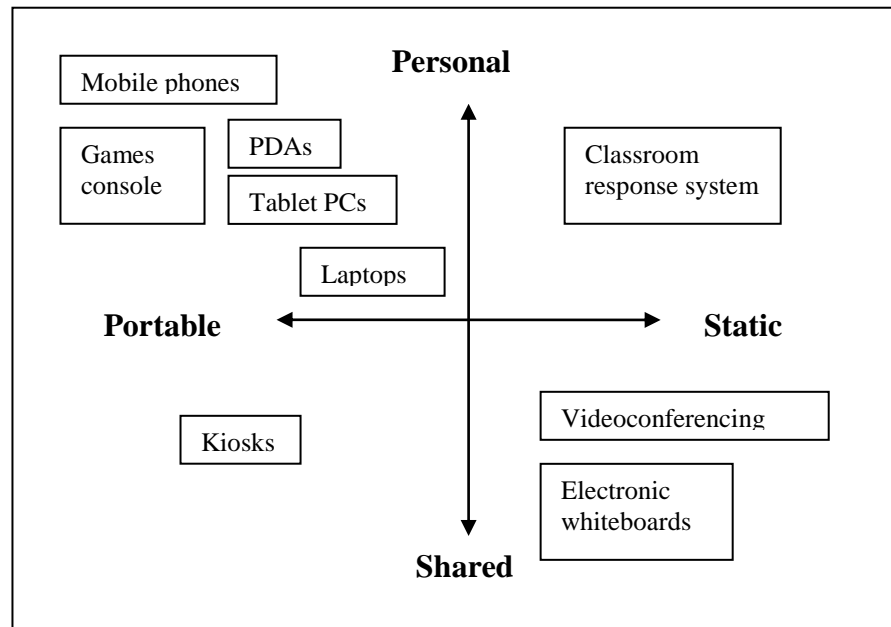 Personal
Mobile phones
Games
console
PDAs
Tablet PCs
Classroom
response system
Laptops
Portable
Static
Kiosks
Videoconferencing
Electronic
whiteboards
Shared